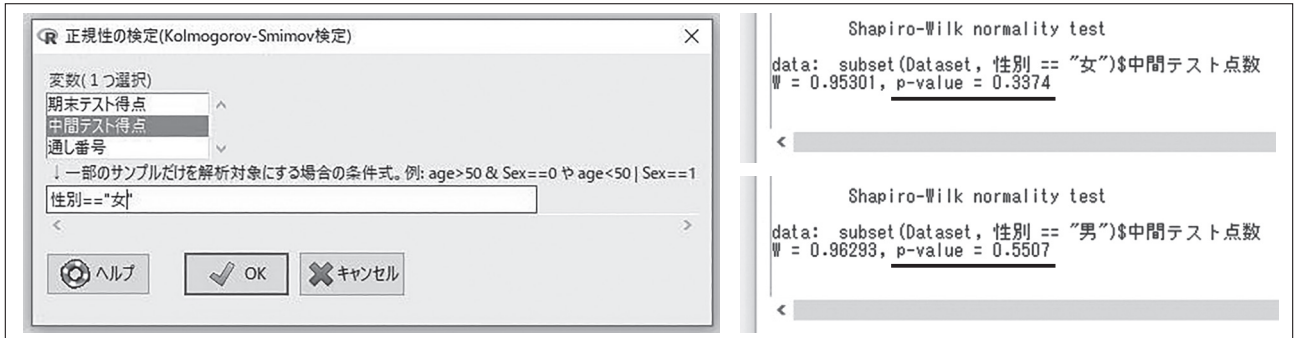 正規性の検定(Kolmogorov-Smimov検定)
変数(1つ選択)
期末テスト得点
中間テスト得点
通し番号
↓一部のサンプルだけを解析対象にする場合の条件式。例: age>50 & Sex==0 や age<50 | Sex==1
性別=="女"
ヘルプ
OK
キャンセル
Shapiro-Wilk normality test
data: subset(Dataset, 性別 == "女")$中間テスト点数
W = 0.95301, p-value = 0.3374
Shapiro-Wilk normality test
data: subset(Dataset, 性別 == "男")$中間テスト点数
W = 0.96293, p-value = 0.5507